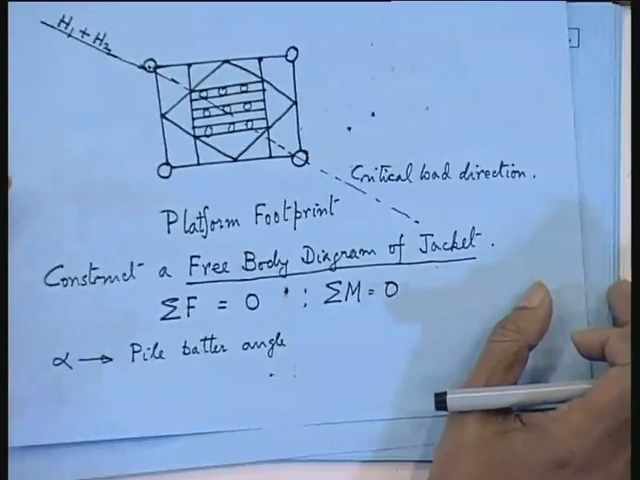 H₁ + H₂
Critical load direction.
Platform Footprint
Construct a Free Body Diagram of Jacket.
ΣF = 0 ; ΣM = 0
α → Pile batter angle